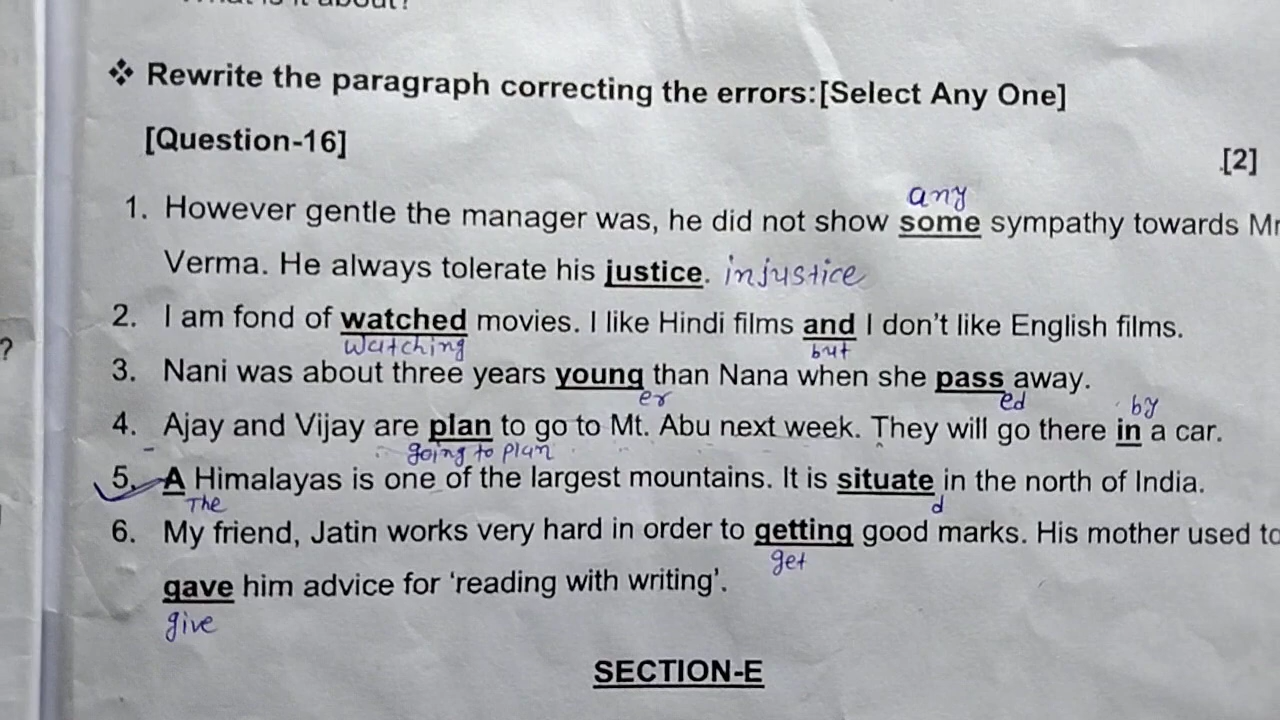 What is it about?
❖ Rewrite the paragraph correcting the errors:[Select Any One]
[Question-16]
[2]
any
1. However gentle the manager was, he did not show some sympathy towards Mr
Verma. He always tolerate his justice. injustice
2. I am fond of watched movies. I like Hindi films and I don't like English films.
watching but
?
3. Nani was about three years young than Nana when she pass away.
er ed by
4. Ajay and Vijay are plan to go to Mt. Abu next week. They will go there in a car.
going to plan
5. A Himalayas is one of the largest mountains. It is situate in the north of India.
The d
6. My friend, Jatin works very hard in order to getting good marks. His mother used to
get
gave him advice for 'reading with writing'.
give
SECTION-E